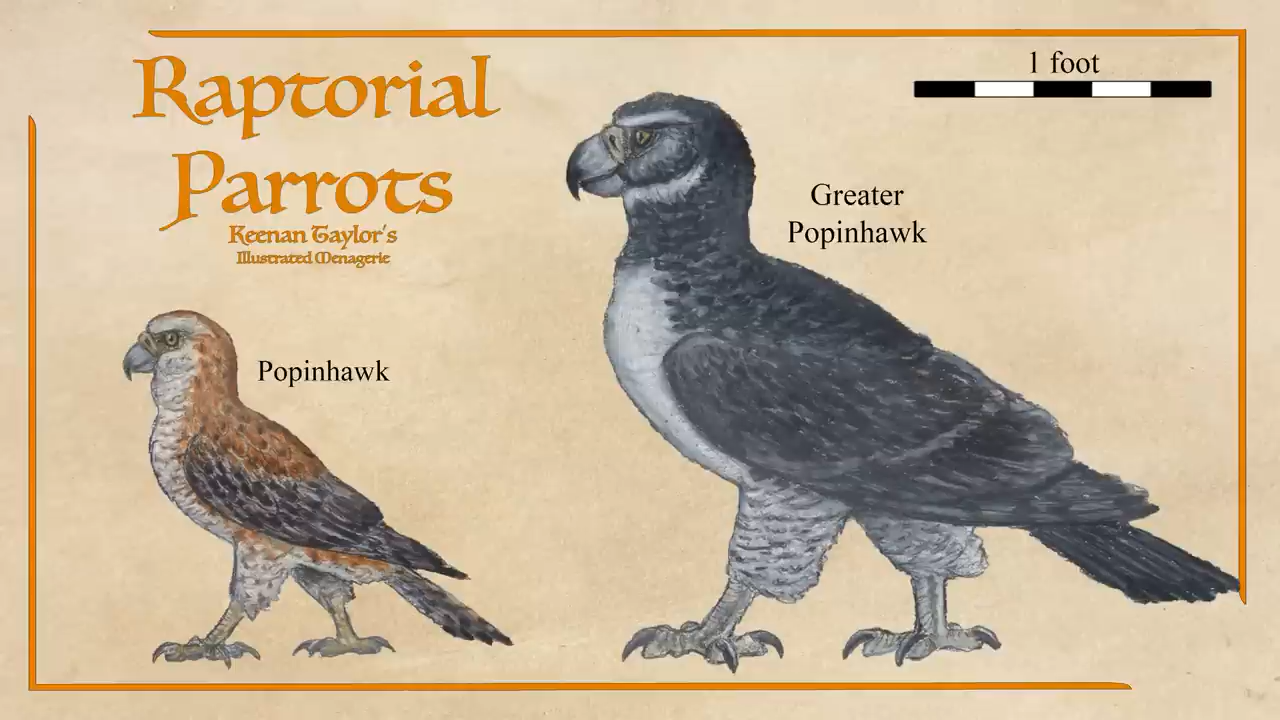 Raptorial
Parrots
Keenan Taylor's
Illustrated Menagerie
1 foot
Greater
Popinhawk
Popinhawk